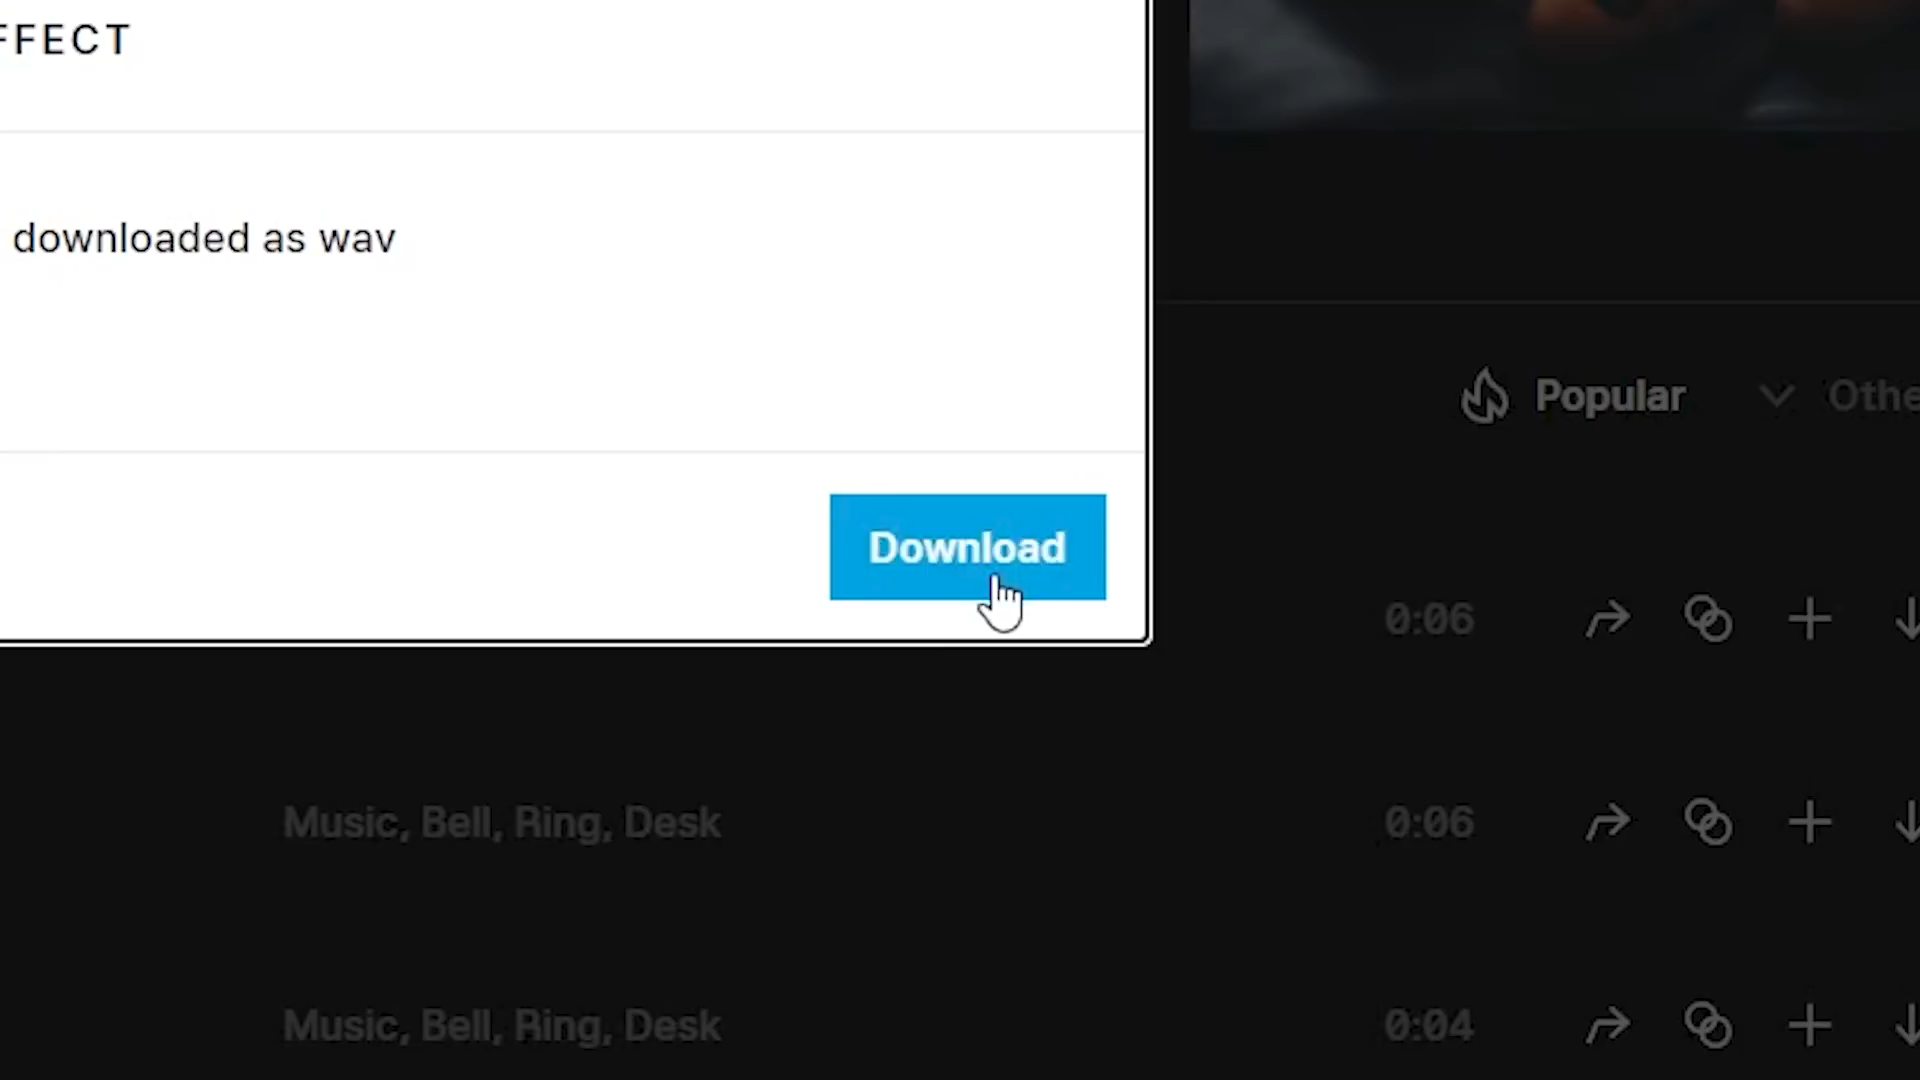 FFECT
downloaded as wav
Popular
Othe
Download
0:06
Music, Bell, Ring, Desk 0:06
Music, Bell, Ring, Desk 0:04